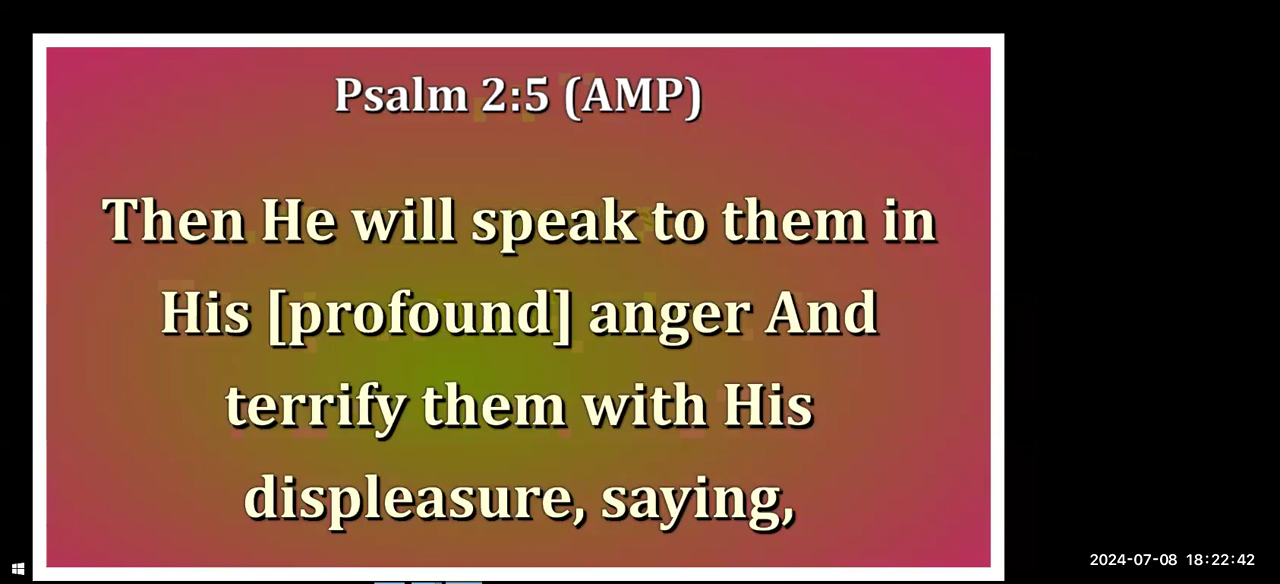 Psalm 2:5 (AMP)
Then He will speak to them in
His [profound] anger And
terrify them with His
displeasure, saying,
2024-07-08 18:22:42